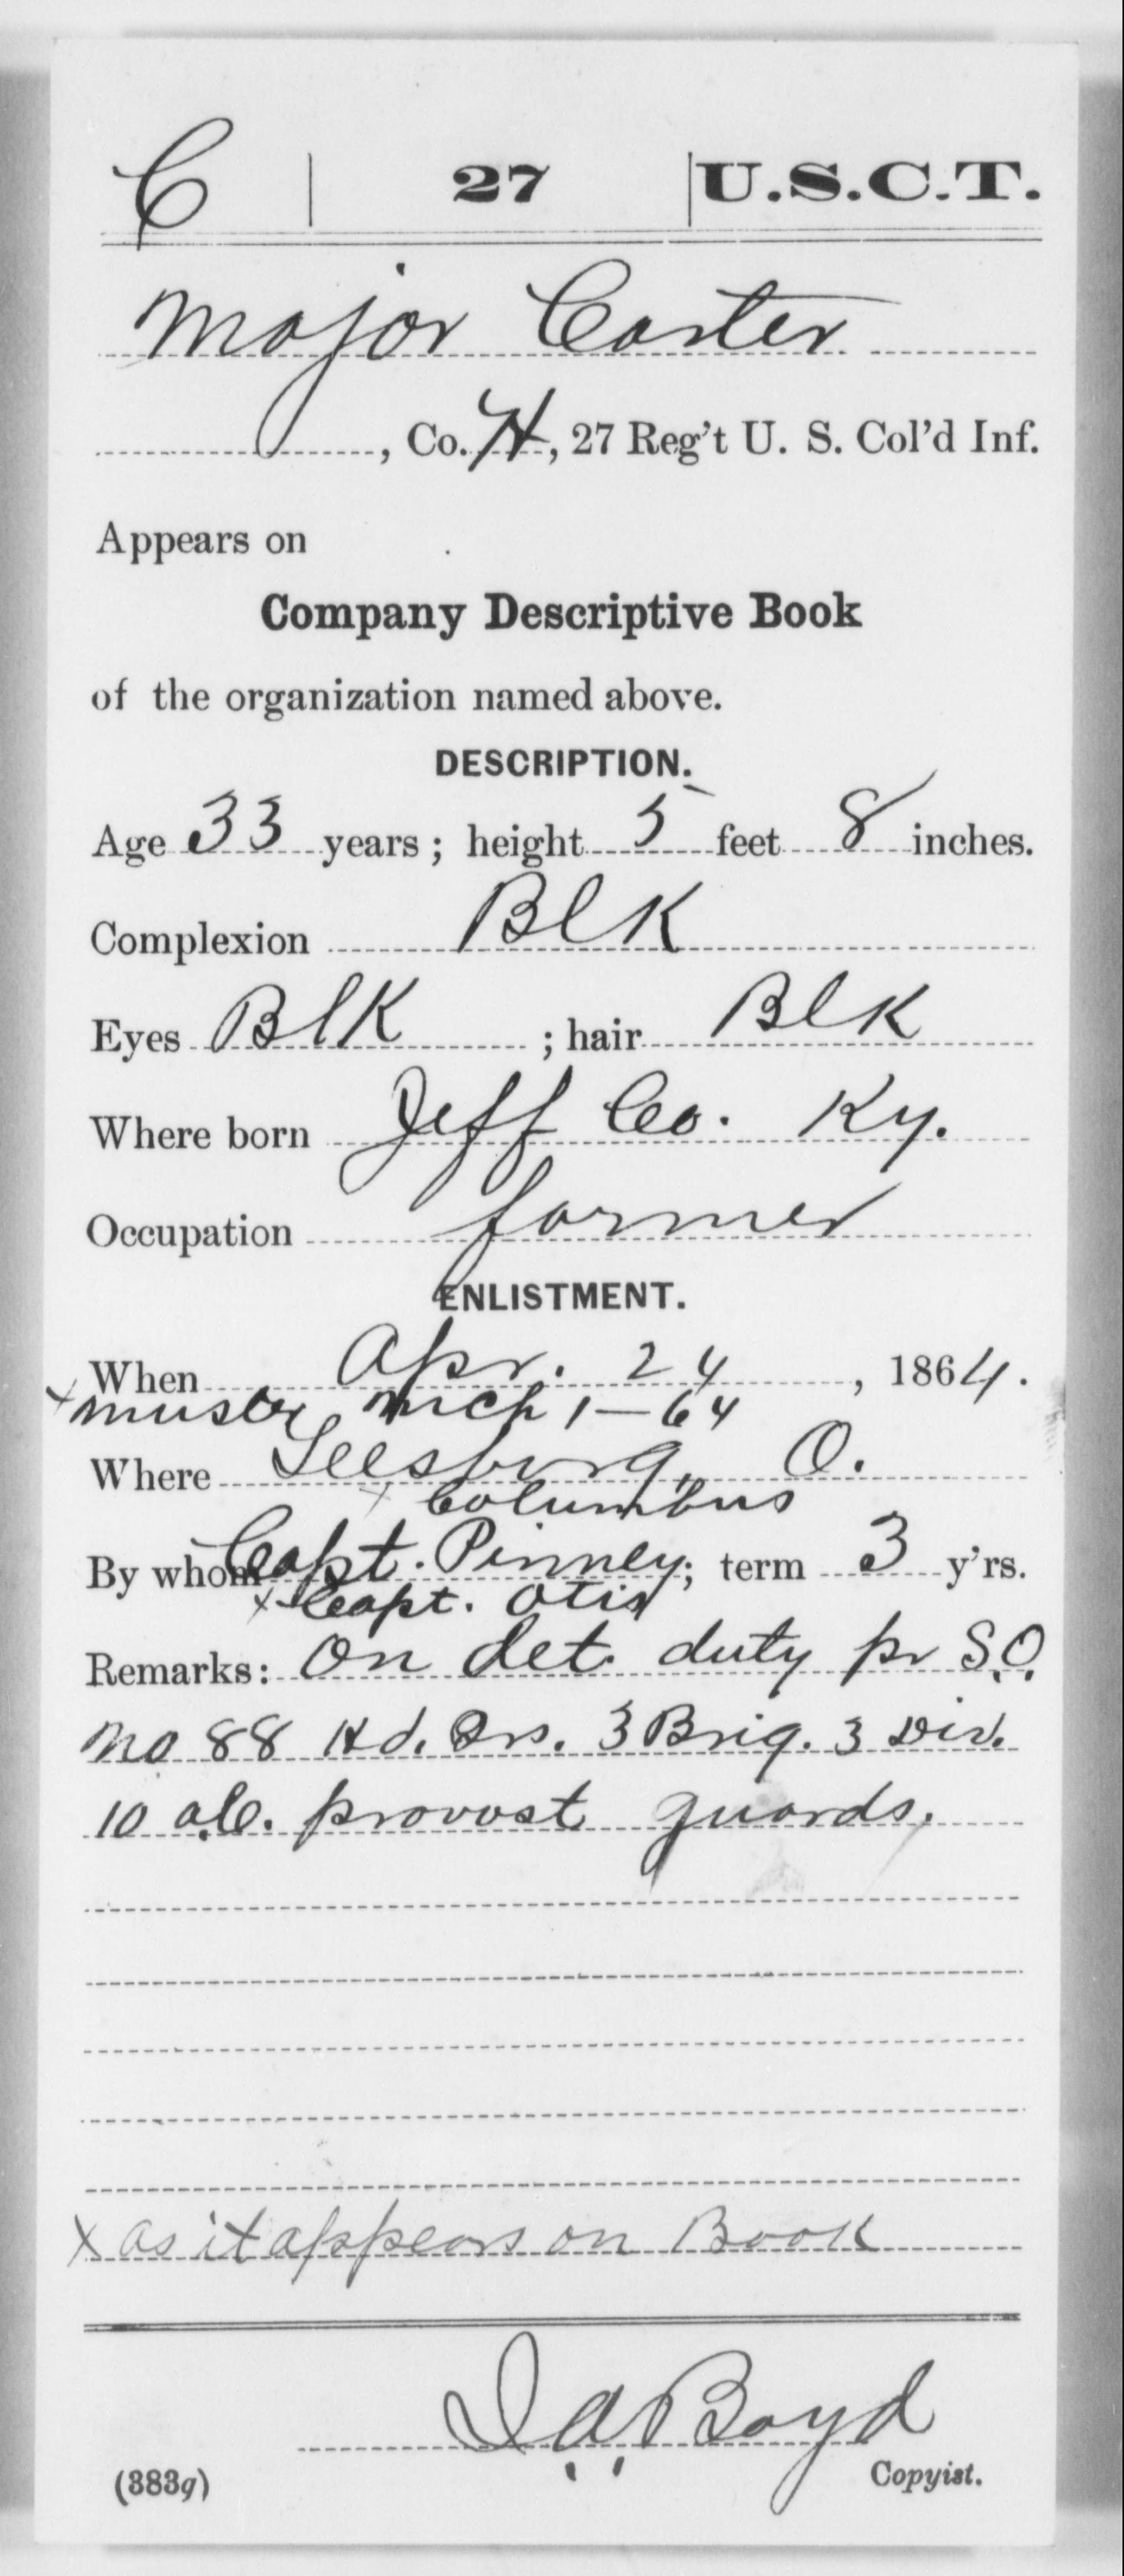 C | 27 | U.S.C.T.
Major Carter
, Co. H, 27 Reg't U. S. Col'd Inf.
Appears on
Company Descriptive Book
of the organization named above.
DESCRIPTION.
Age 33 years; height 5 feet 8 inches.
Complexion Blk
Eyes Blk ; hair Blk
Where born Jeff Co. Ky.
Occupation farmer
ENLISTMENT.
When Apr. 24, 1864.
x muster Mch 1-64
Where Leesburg, O.
x Columbus
By whom Capt. Pinney; term 3 y'rs.
x Capt. Otis
Remarks: On det. duty pr S.O.
No 88 Hd. Qrs. 3 Brig. 3 Div.
10 a.c. provost guards.
x as it appears on Book
I. A. Boyd
(383g) Copyist.